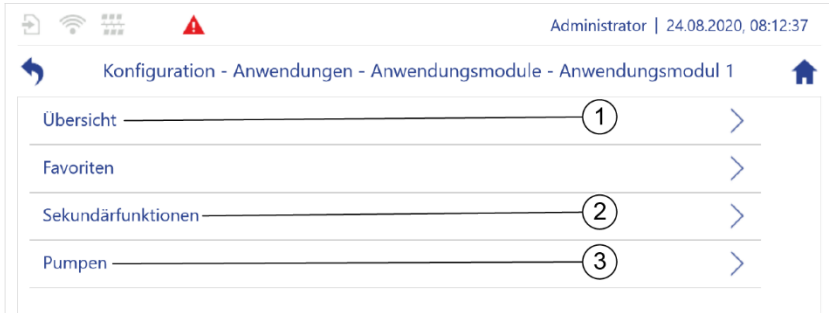 Administrator | 24.08.2020, 08:12:37
Konfiguration - Anwendungen - Anwendungsmodule - Anwendungsmodul 1
Übersicht 1
Favoriten
Sekundärfunktionen 2
Pumpen 3